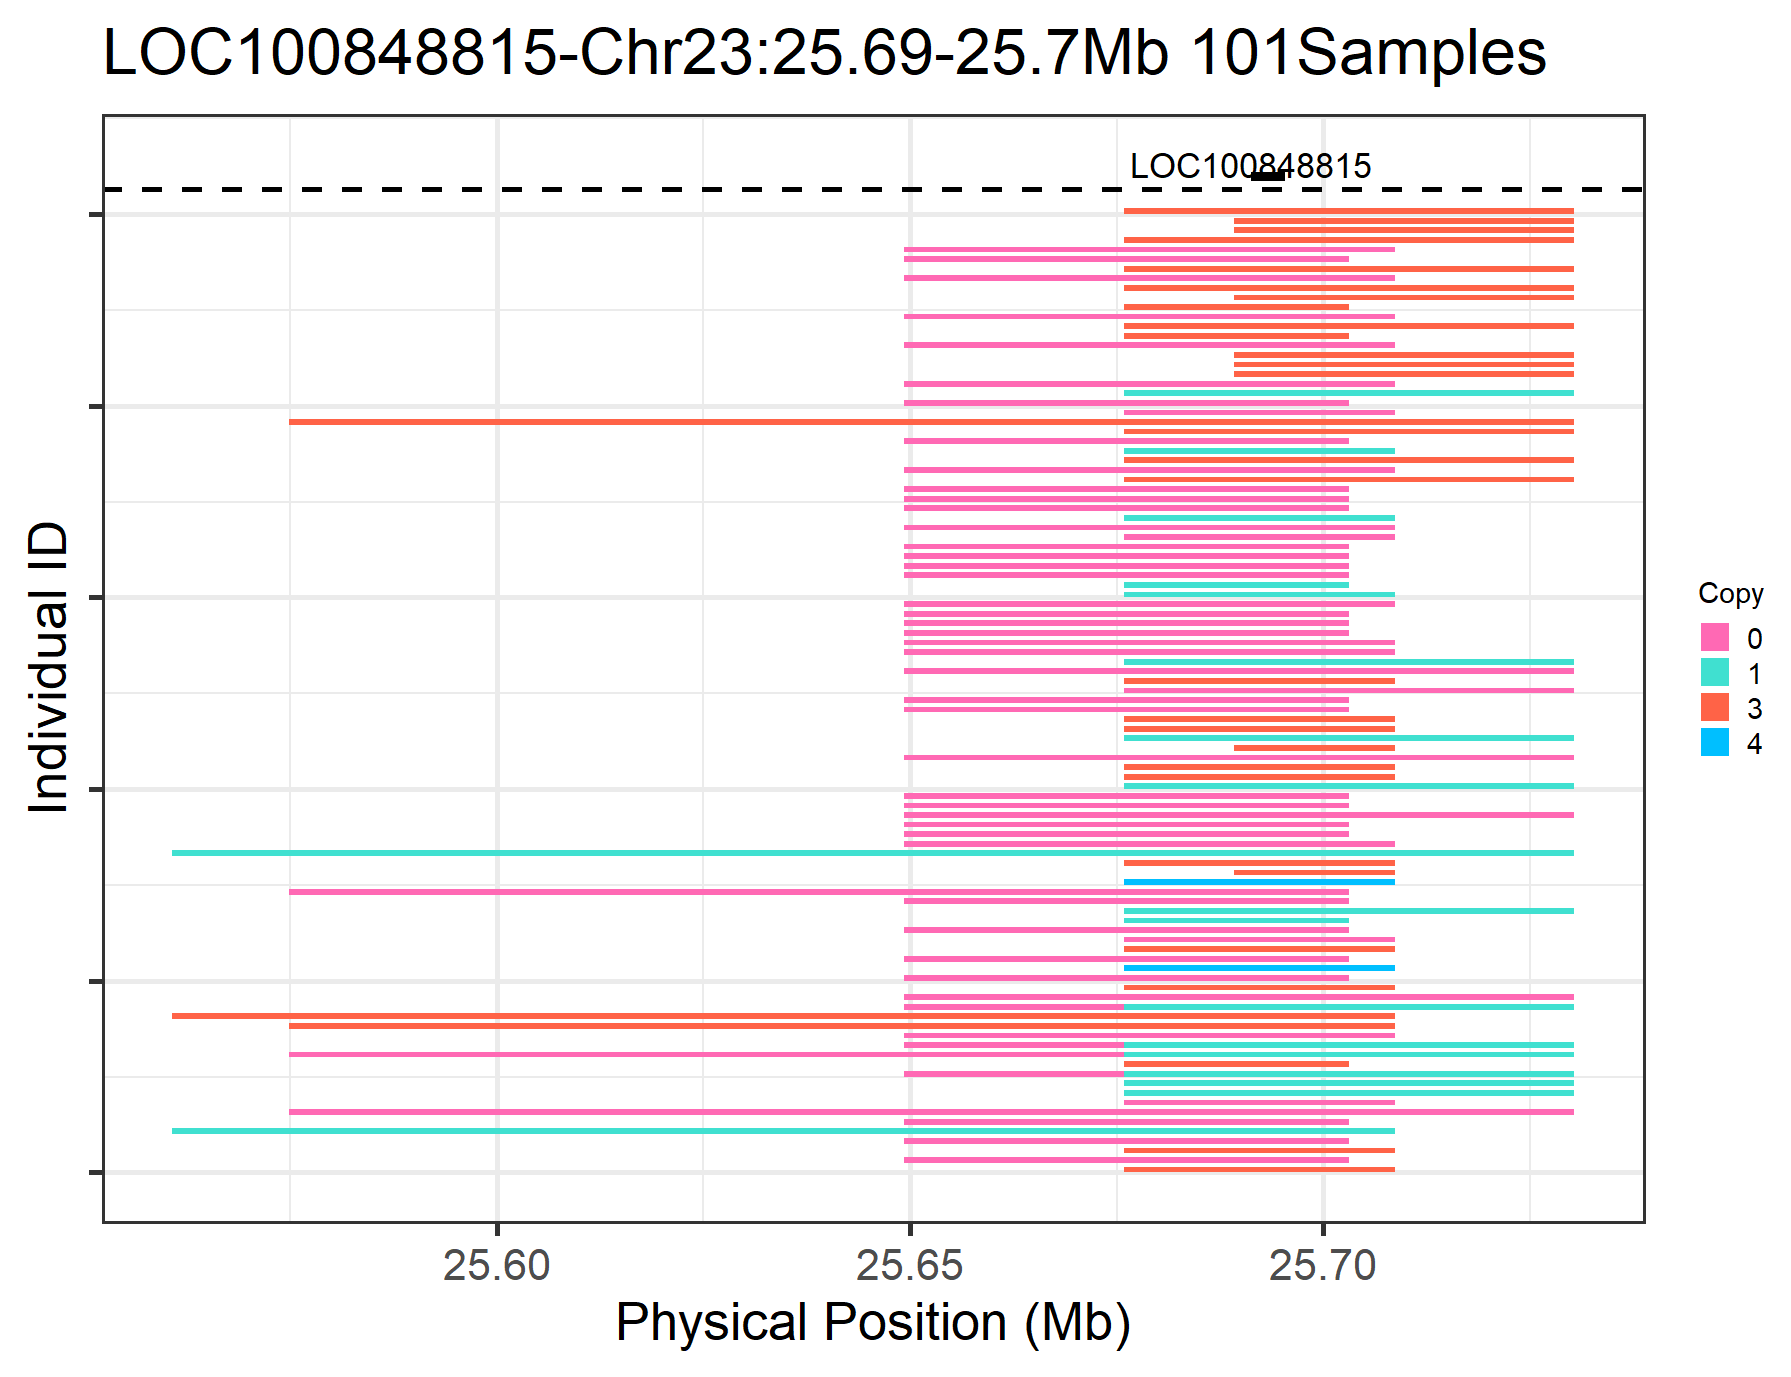 LOC100848815-Chr23:25.69-25.7Mb 101Samples
LOC100848815
Individual ID
Copy
0
1
3
4
25.60 25.65 25.70
Physical Position (Mb)